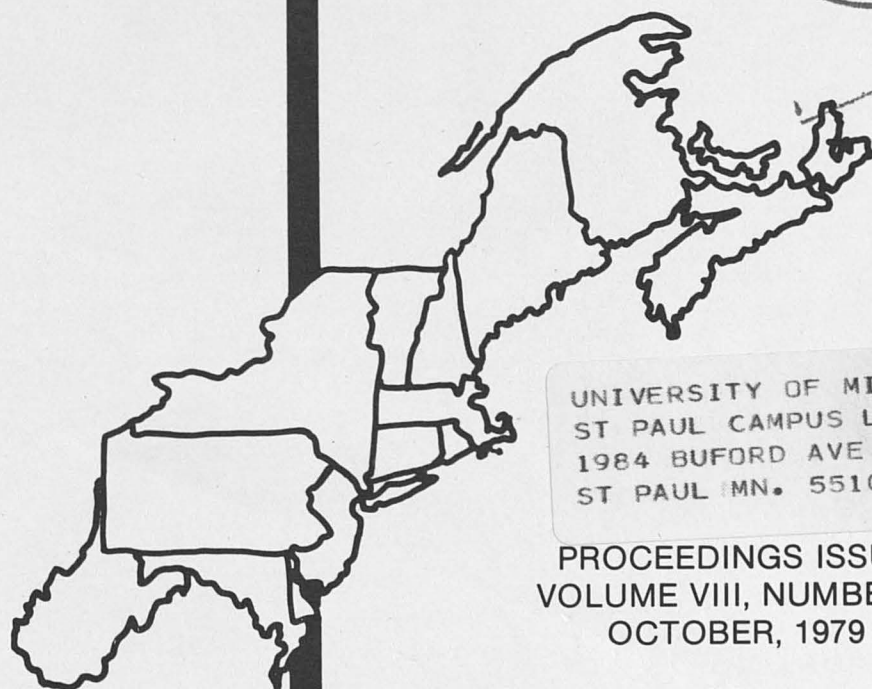 UNIVERSITY OF MI
ST PAUL CAMPUS L
1984 BUFORD AVE
ST PAUL MN. 5510
PROCEEDINGS ISSU
VOLUME VIII, NUMBE
OCTOBER, 1979